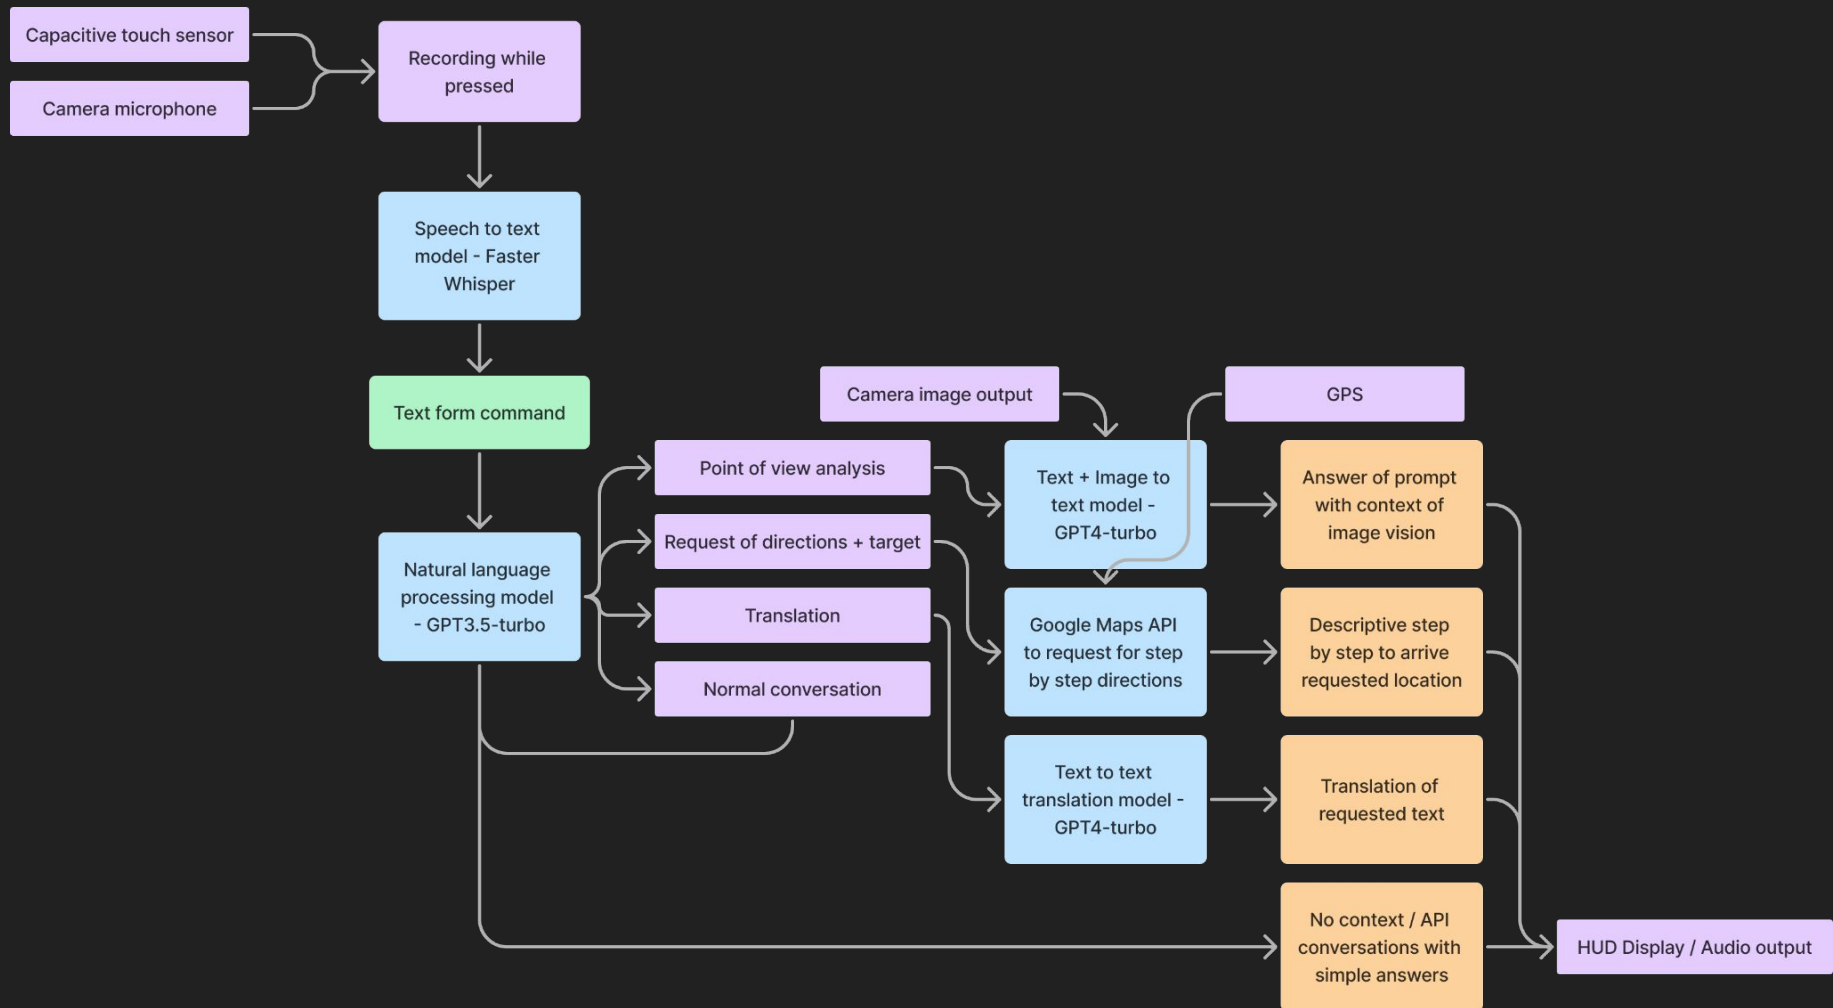 Capacitive touch sensor
Camera microphone
Recording while
pressed
Speech to text
model - Faster
Whisper
Text form command
Natural language
processing model
- GPT3.5-turbo
Point of view analysis
Request of directions + target
Translation
Normal conversation
Camera image output
GPS
Text + Image to
text model -
GPT4-turbo
Google Maps API
to request for step
by step directions
Text to text
translation model -
GPT4-turbo
Answer of prompt
with context of
image vision
Descriptive step
by step to arrive
requested location
Translation of
requested text
No context / API
conversations with
simple answers
HUD Display / Audio output